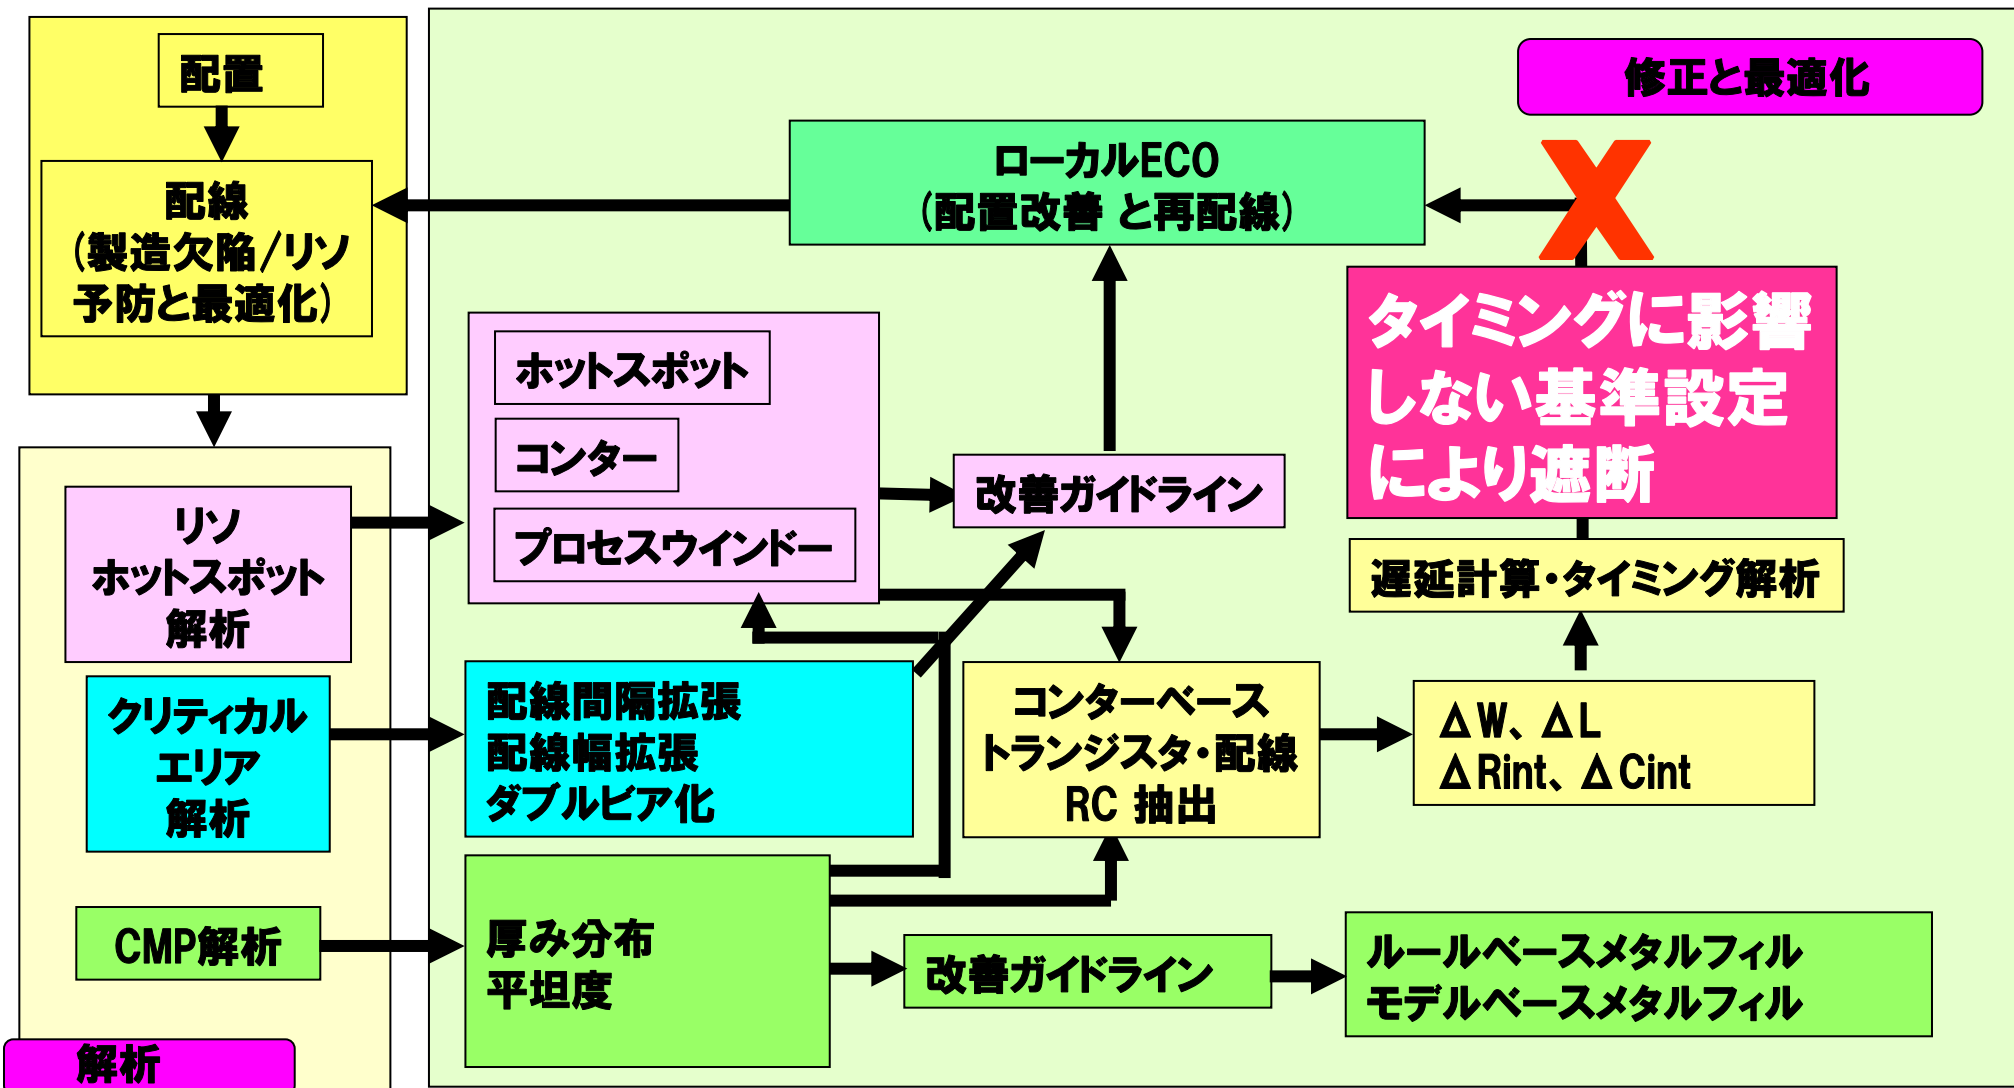 配置
配線
(製造欠陥/リソ
予防と最適化)
修正と最適化
ローカルECO
(配置改善 と再配線)
X
タイミングに影響
しない基準設定
により遮断
ホットスポット
コンター
プロセスウインドー
改善ガイドライン
遅延計算・タイミング解析
リソ
ホットスポット
解析
クリティカル
エリア
解析
配線間隔拡張
配線幅拡張
ダブルビア化
コンターベース
トランジスタ・配線
RC 抽出
ΔW、ΔL
ΔRint、ΔCint
CMP解析
厚み分布
平坦度
改善ガイドライン
ルールベースメタルフィル
モデルベースメタルフィル
解析